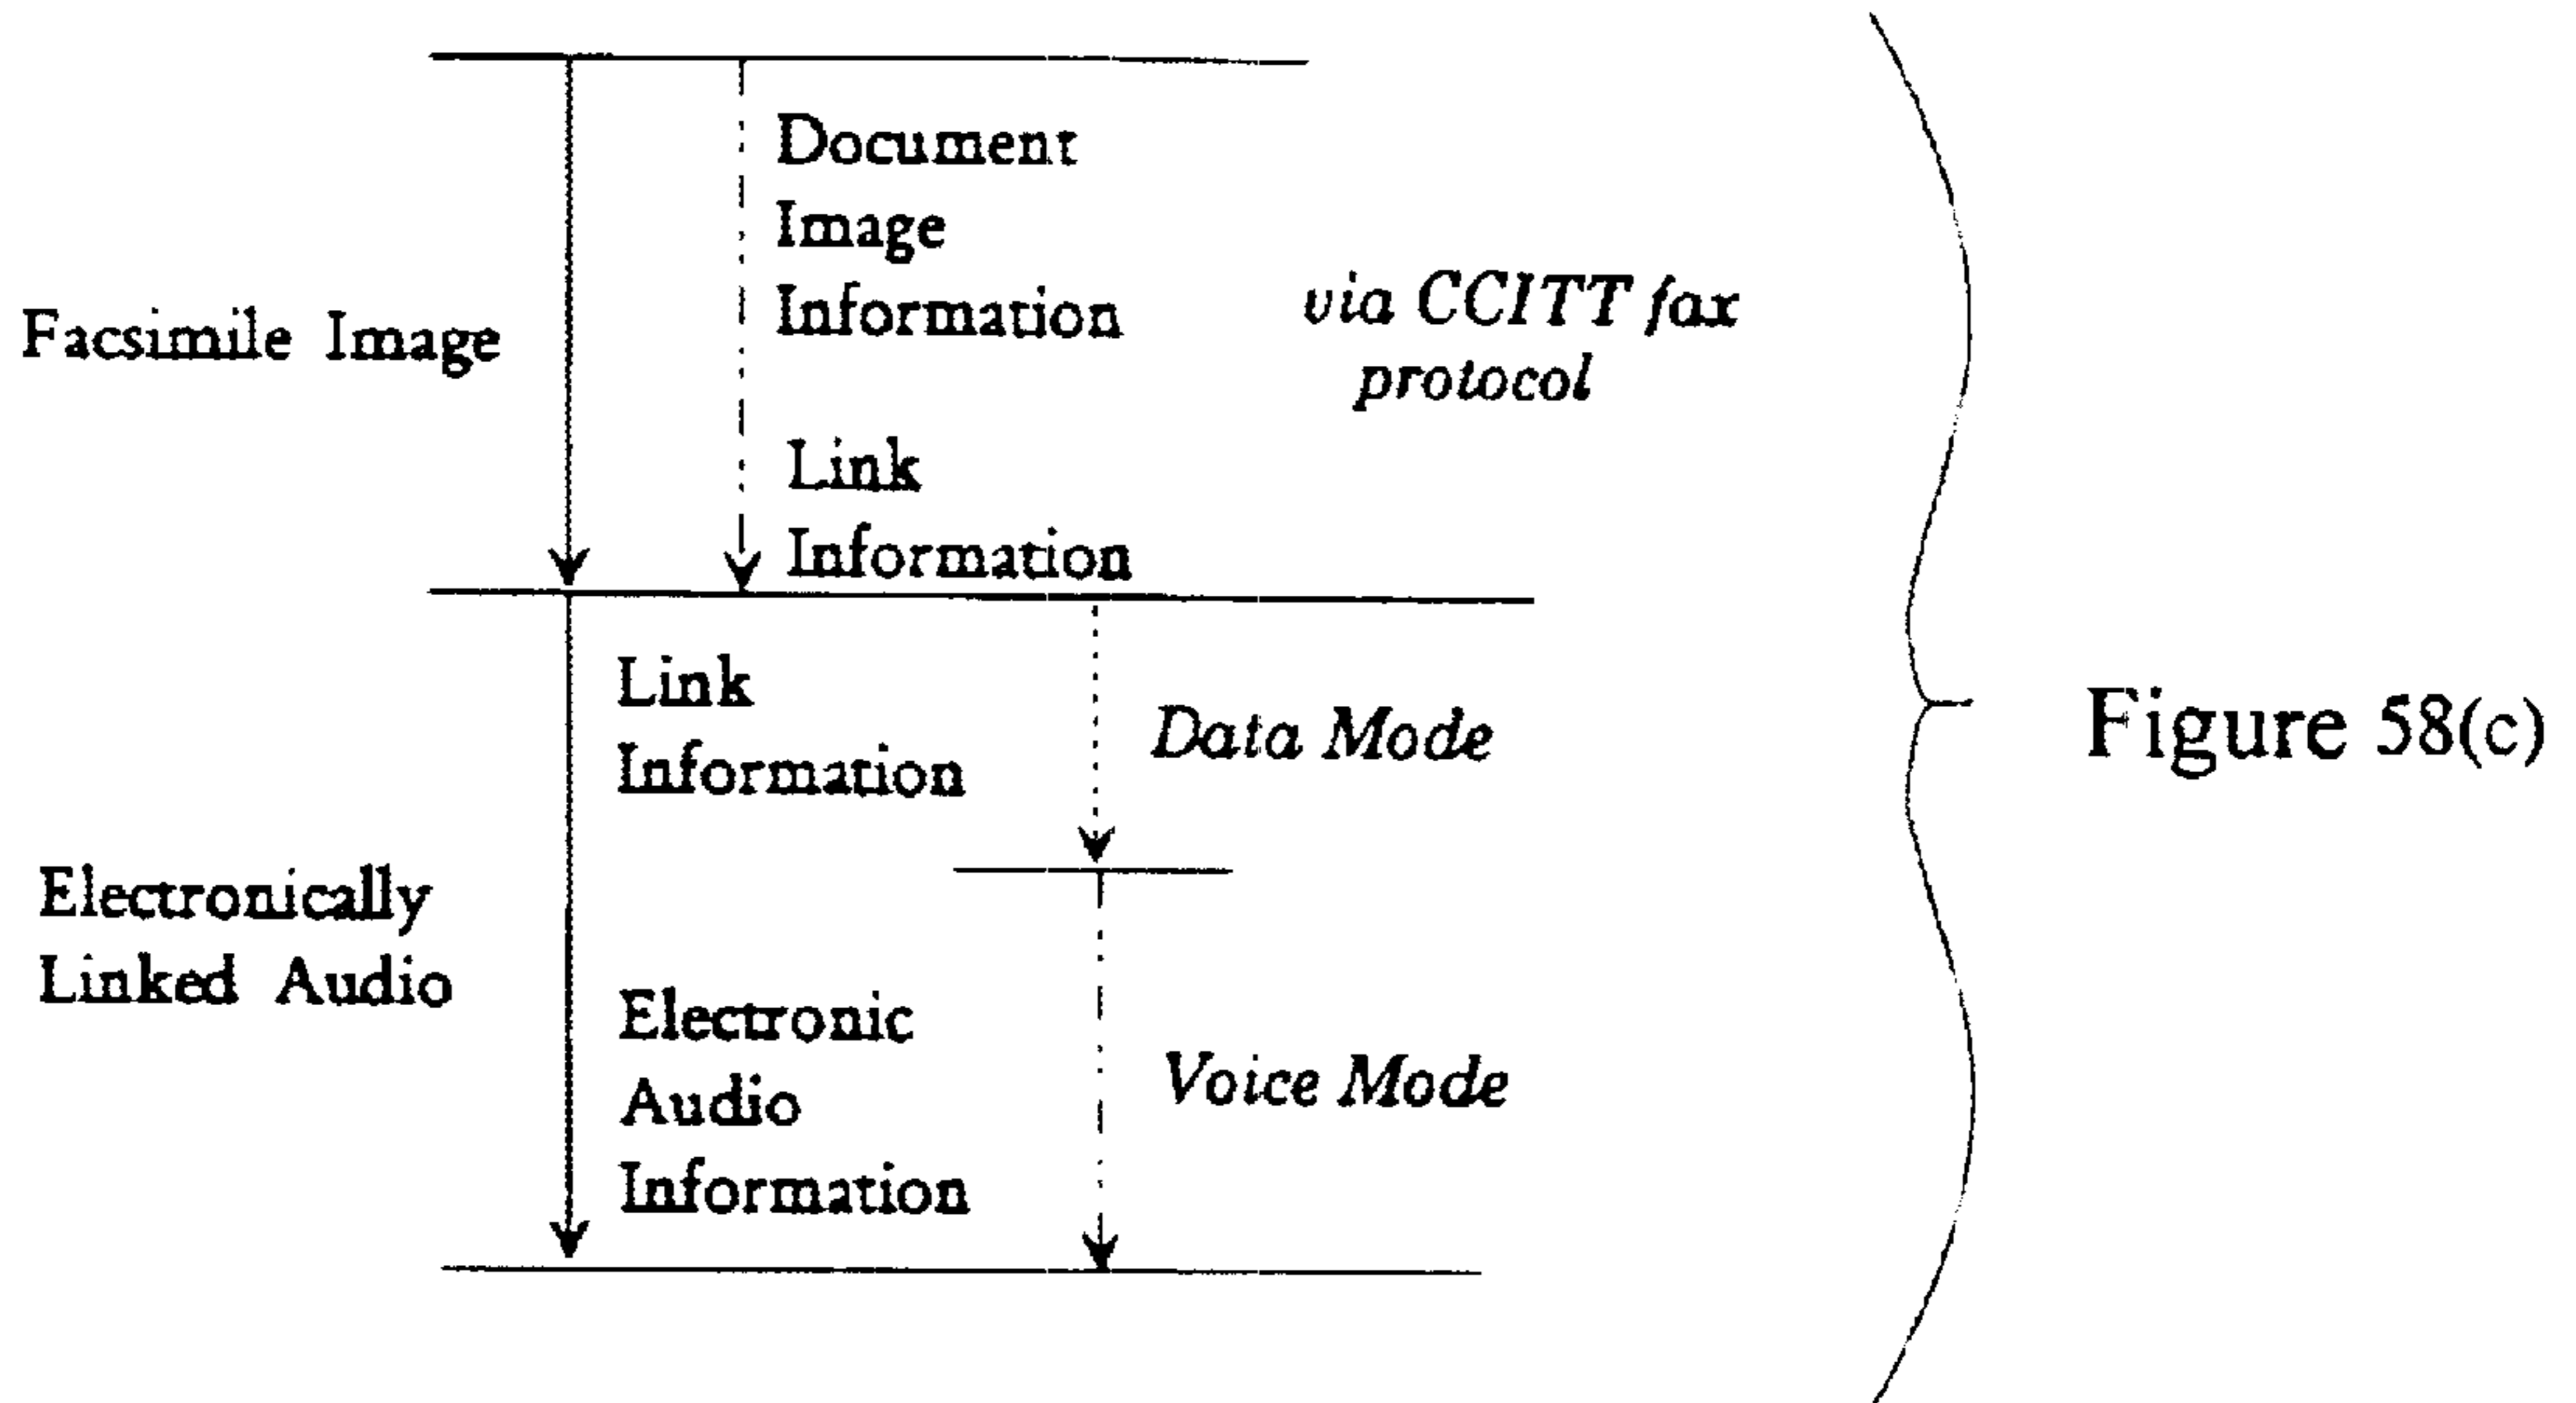 Facsimile Image
Document
Image
Information
Link
Information
via CCITT fax
protocol
Electronically
Linked Audio
Link
Information
Data Mode
Electronic
Audio
Information
Voice Mode
Figure 58(c)